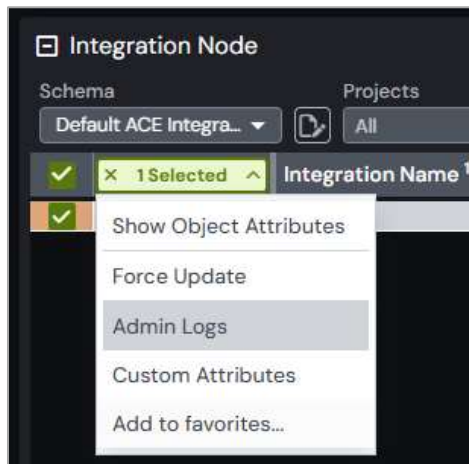 Integration Node
Schema Projects
Default ACE Integra... All
1 Selected Integration Name 1
Show Object Attributes
Force Update
Admin Logs
Custom Attributes
Add to favorites...